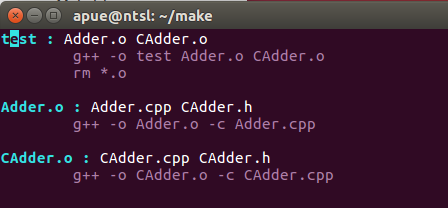 apue@ntsl: ~/make
test : Adder.o CAdder.o
g++ -o test Adder.o CAdder.o
rm *.o
Adder.o : Adder.cpp CAdder.h
g++ -o Adder.o -c Adder.cpp
CAdder.o : CAdder.cpp CAdder.h
g++ -o CAdder.o -c CAdder.cpp